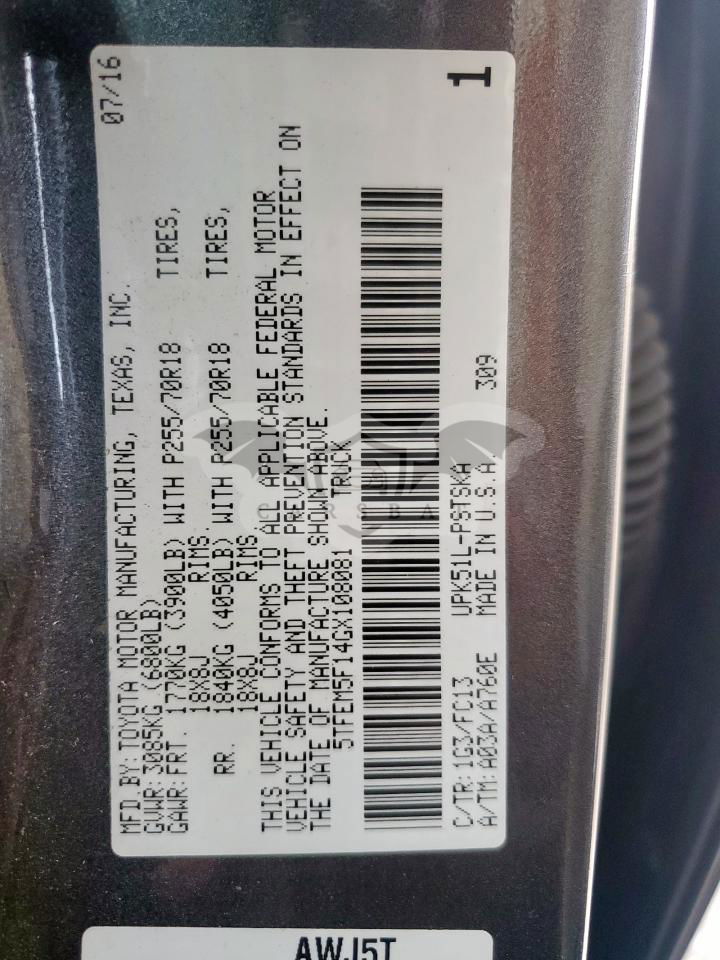 MFD.BY:TOYOTA MOTOR MANUFACTURING, TEXAS, INC. 07/16
GVWR:3085KG (6800LB)
GAWR:FRT. 1770KG (3900LB) WITH P255/70R18 TIRES,
18X8J RIMS.
RR. 1840KG (4050LB) WITH P255/70R18 TIRES,
18X8J RIMS
THIS VEHICLE CONFORMS TO ALL APPLICABLE FEDERAL MOTOR
VEHICLE SAFETY AND THEFT PREVENTION STANDARDS IN EFFECT ON
THE DATE OF MANUFACTURE SHOWN ABOVE.
5TFEM5F14GX108081 TRUCK
C/TR:1G3/FC13 UPK51L-PSTSKA 309
A/TM:A03A/A760E MADE IN U.S.A
1
AWJ5T